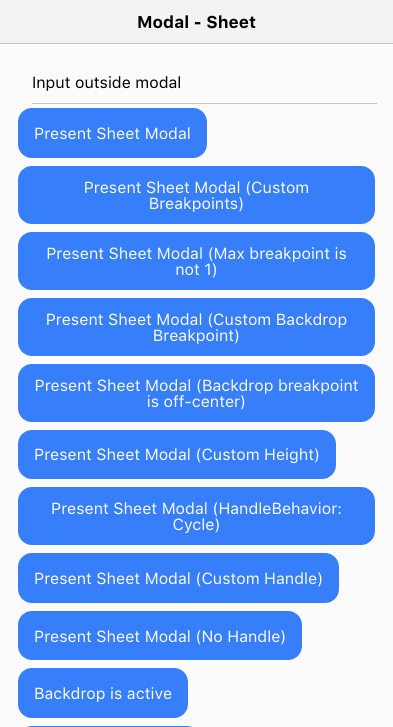 Modal - Sheet
Input outside modal
Present Sheet Modal
Present Sheet Modal (Custom
Breakpoints)
Present Sheet Modal (Max breakpoint is
not 1)
Present Sheet Modal (Custom Backdrop
Breakpoint)
Present Sheet Modal (Backdrop breakpoint
is off-center)
Present Sheet Modal (Custom Height)
Present Sheet Modal (HandleBehavior:
Cycle)
Present Sheet Modal (Custom Handle)
Present Sheet Modal (No Handle)
Backdrop is active